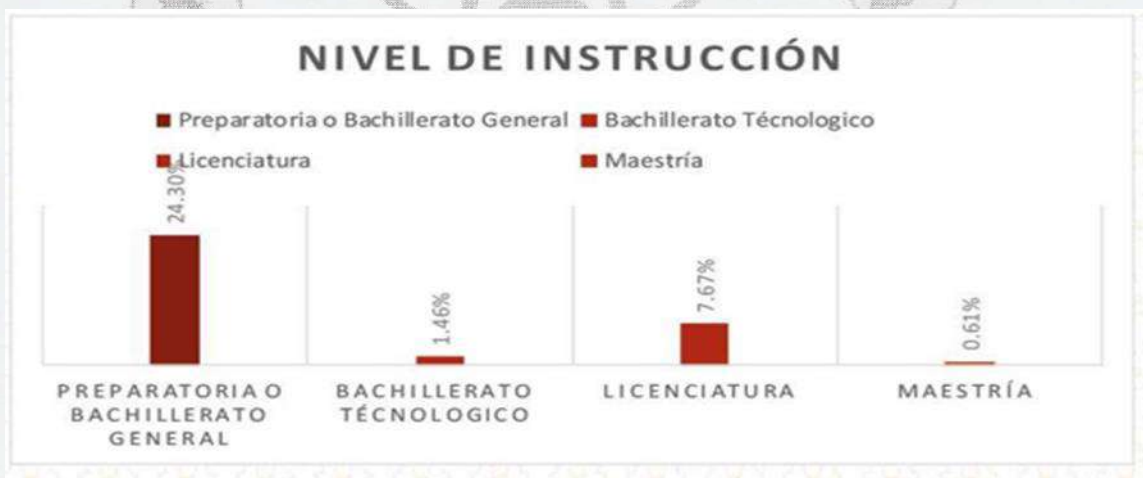 NIVEL DE INSTRUCCIÓN
Preparatoria o Bachillerato General Bachillerato Técnologico
Licenciatura Maestría
24.30%
1.46%
7.67%
0.61%
PREPARATORIA O
BACHILLERATO
GENERAL
BACHILLERATO
TÉCNOLOGICO
LICENCIATURA
MAESTRÍA